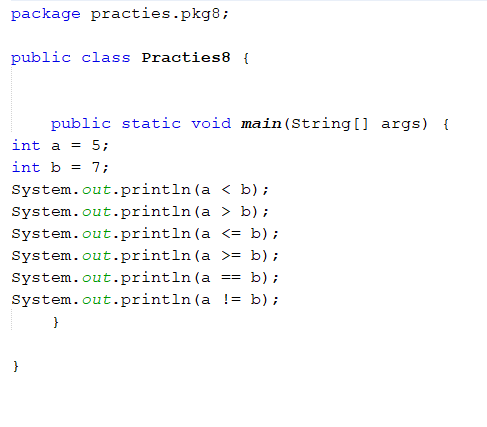 package practies.pkg8;
public class Practies8 {
public static void main(String[] args) {
int a = 5;
int b = 7;
System.out.println(a < b);
System.out.println(a > b);
System.out.println(a <= b);
System.out.println(a >= b);
System.out.println(a == b);
System.out.println(a != b);
}
}